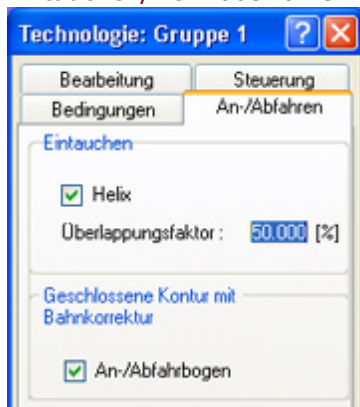 Technologie: Gruppe 1
Bearbeitung Steuerung
Bedingungen An-/Abfahren
Eintauchen
Helix
Überlappungsfaktor : 50.000 [%]
Geschlossene Kontur mit
Bahnkorrektur
An-/Abfahrbogen